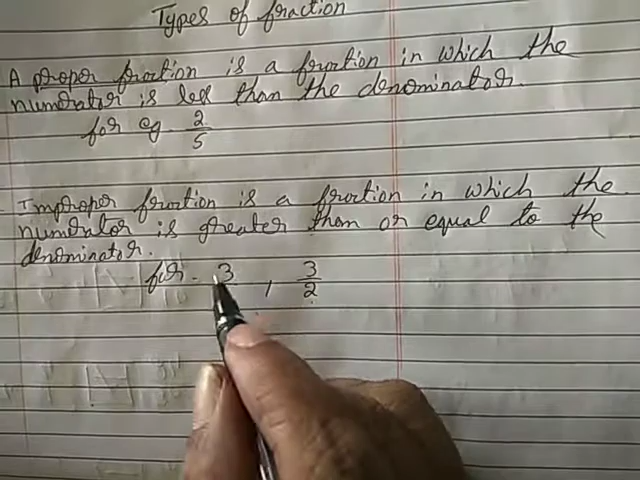 Types of fraction
A proper fraction is a fraction in which the
numerator is less than the denominator.
for eg 2/5
Improper fraction is a fraction in which the
numerator is greater than or equal to the
denominator.
for - 3 , 3/2